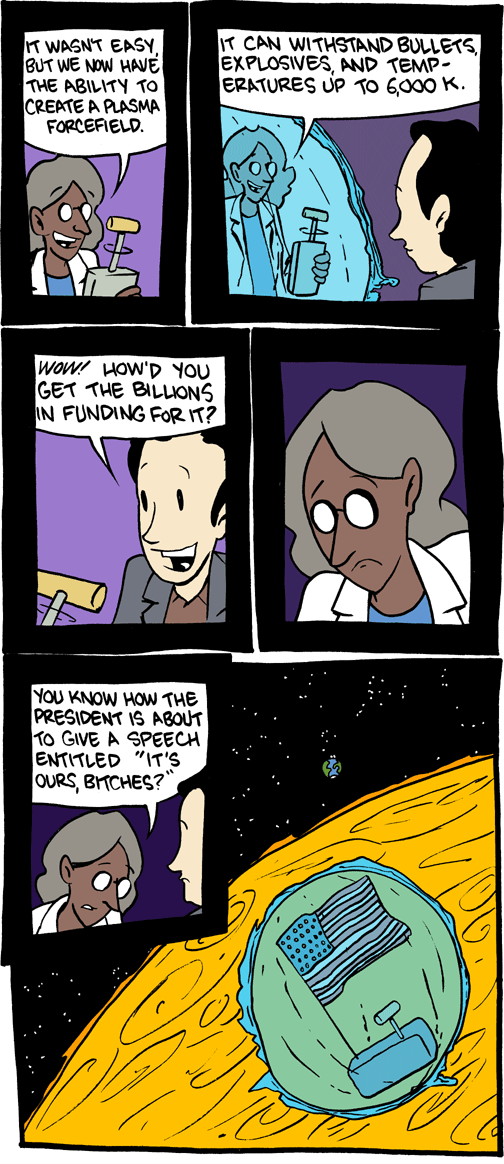 IT WASN'T EASY,
BUT WE NOW HAVE
THE ABILITY TO
CREATE A PLASMA
FORCEFIELD.
IT CAN WITHSTAND BULLETS,
EXPLOSIVES, AND TEMP-
ERATURES UP TO 6,000 K.
WOW! HOW'D YOU
GET THE BILLIONS
IN FUNDING FOR IT?
YOU KNOW HOW THE
PRESIDENT IS ABOUT
TO GIVE A SPEECH
ENTITLED "IT'S
OURS, BITCHES?"